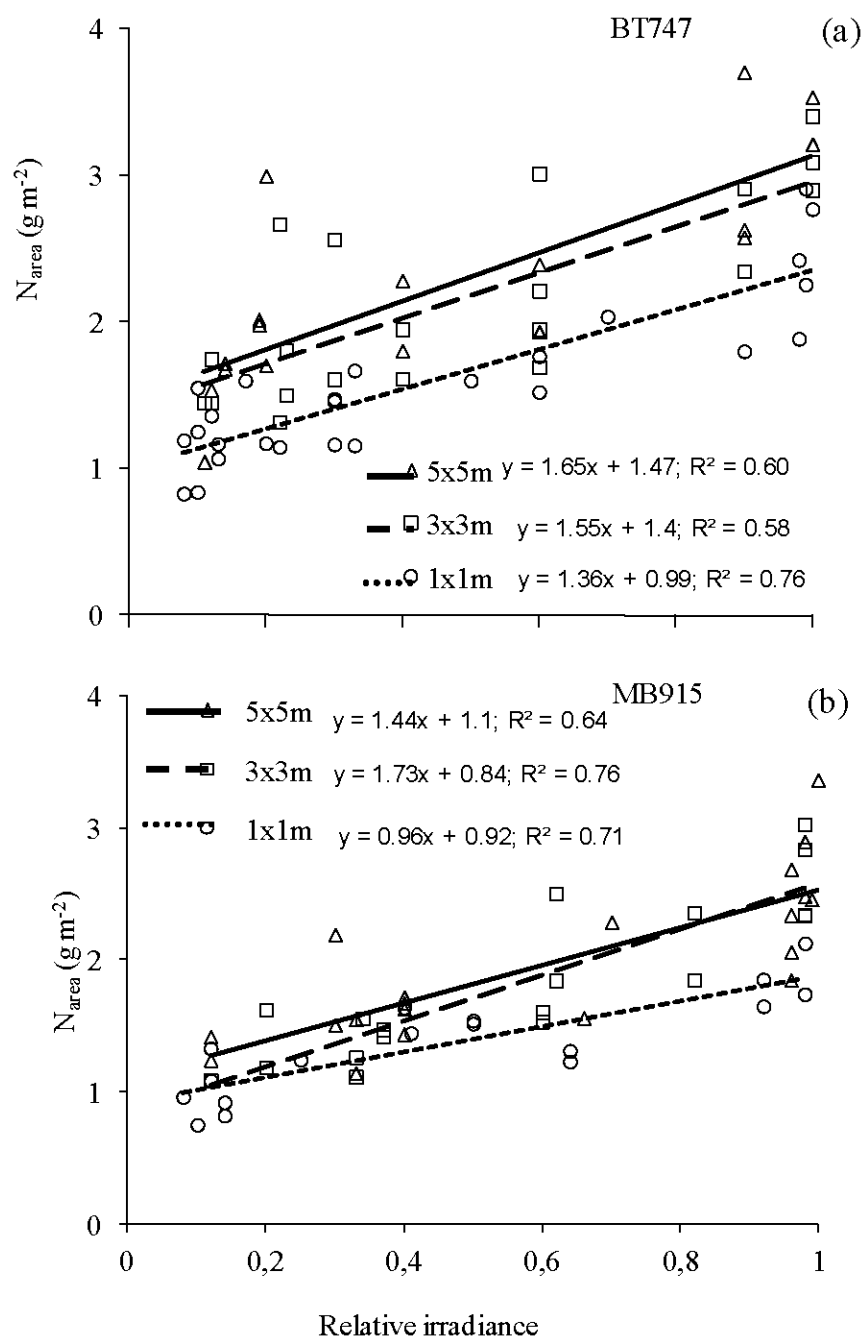 BT747 (a)
4
3
2
1
0
N_area (g m⁻²)
5x5m y = 1.65x + 1.47; R² = 0.60
3x3m y = 1.55x + 1.4; R² = 0.58
1x1m y = 1.36x + 0.99; R² = 0.76
MB915 (b)
4
3
2
1
0
N_area (g m⁻²)
5x5m y = 1.44x + 1.1; R² = 0.64
3x3m y = 1.73x + 0.84; R² = 0.76
1x1m y = 0.96x + 0.92; R² = 0.71
0 0,2 0,4 0,6 0,8 1
Relative irradiance